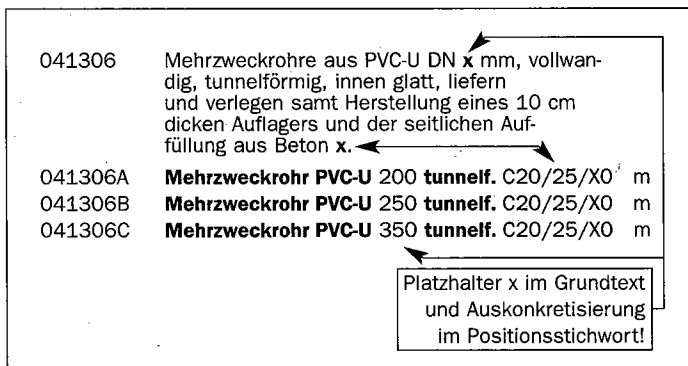 041306 Mehrzweckrohre aus PVC-U DN x mm, vollwan-
dig, tunnelförmig, innen glatt, liefern
und verlegen samt Herstellung eines 10 cm
dicken Auflagers und der seitlichen Auf-
füllung aus Beton x.
041306A Mehrzweckrohr PVC-U 200 tunnelf. C20/25/X0 m
041306B Mehrzweckrohr PVC-U 250 tunnelf. C20/25/X0 m
041306C Mehrzweckrohr PVC-U 350 tunnelf. C20/25/X0 m
Platzhalter x im Grundtext
und Auskonkretisierung
im Positionsstichwort!